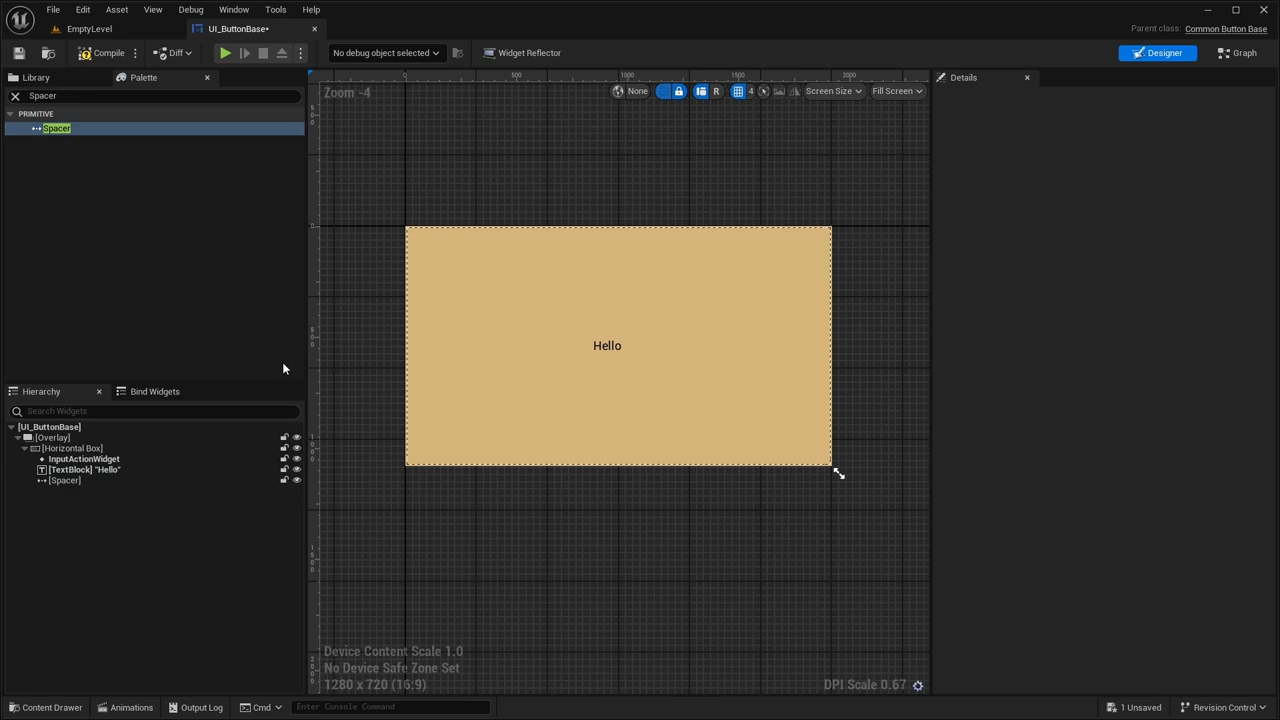 File Edit Asset View Debug Window Tools Help
EmptyLevel UI_ButtonBase* Parent class: Common Button Base
Compile Diff No debug object selected Widget Reflector Designer Graph
Library Palette Details
0 500 1000 1500 2000
Spacer Zoom -4 None R 4 Screen Size Fill Screen
PRIMITIVE
Spacer
Hello
Hierarchy Bind Widgets
Search Widgets
[UI_ButtonBase]
[Overlay]
[Horizontal Box]
InputActionWidget
[TextBlock] "Hello"
[Spacer]
Device Content Scale 1.0
No Device Safe Zone Set
1280 x 720 (16:9) DPI Scale 0.67
Content Drawer Animations Output Log Cmd Enter Console Command 1 Unsaved Revision Control